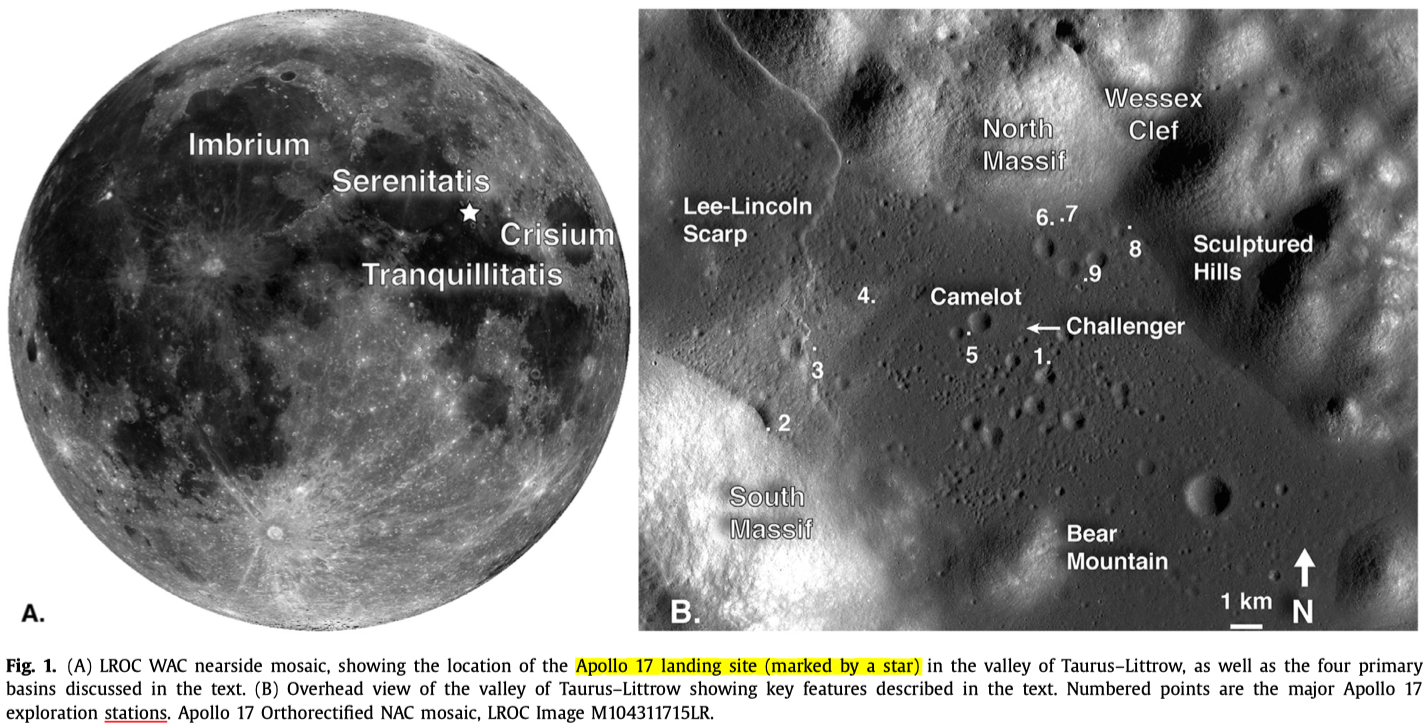 Imbrium
Serenitatis
Crisium
Tranquillitatis
A.
Wessex
Clef
North
Massif
Lee-Lincoln
Scarp
6. .7
8
Sculptured
Hills
.9
4.
Camelot
Challenger
5
1.
3
. 2
South
Massif
Bear
Mountain
1 km
N
B.
Fig. 1. (A) LROC WAC nearside mosaic, showing the location of the Apollo 17 landing site (marked by a star) in the valley of Taurus–Littrow, as well as the four primary
basins discussed in the text. (B) Overhead view of the valley of Taurus–Littrow showing key features described in the text. Numbered points are the major Apollo 17
exploration stations. Apollo 17 Orthorectified NAC mosaic, LROC Image M104311715LR.